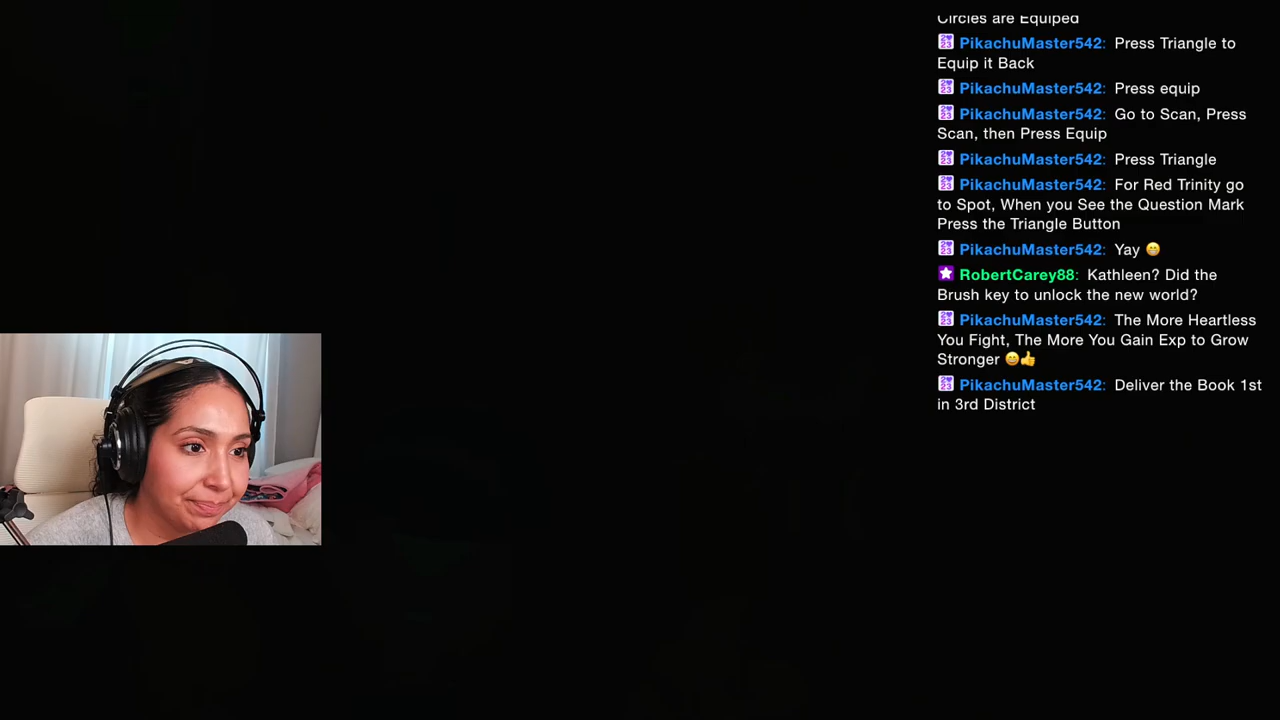 Circles are Equiped
PikachuMaster542: Press Triangle to
Equip it Back
PikachuMaster542: Press equip
PikachuMaster542: Go to Scan, Press
Scan, then Press Equip
PikachuMaster542: Press Triangle
PikachuMaster542: For Red Trinity go
to Spot, When you See the Question Mark
Press the Triangle Button
PikachuMaster542: Yay 😁
RobertCarey88: Kathleen? Did the
Brush key to unlock the new world?
PikachuMaster542: The More Heartless
You Fight, The More You Gain Exp to Grow
Stronger 😄👍
PikachuMaster542: Deliver the Book 1st
in 3rd District